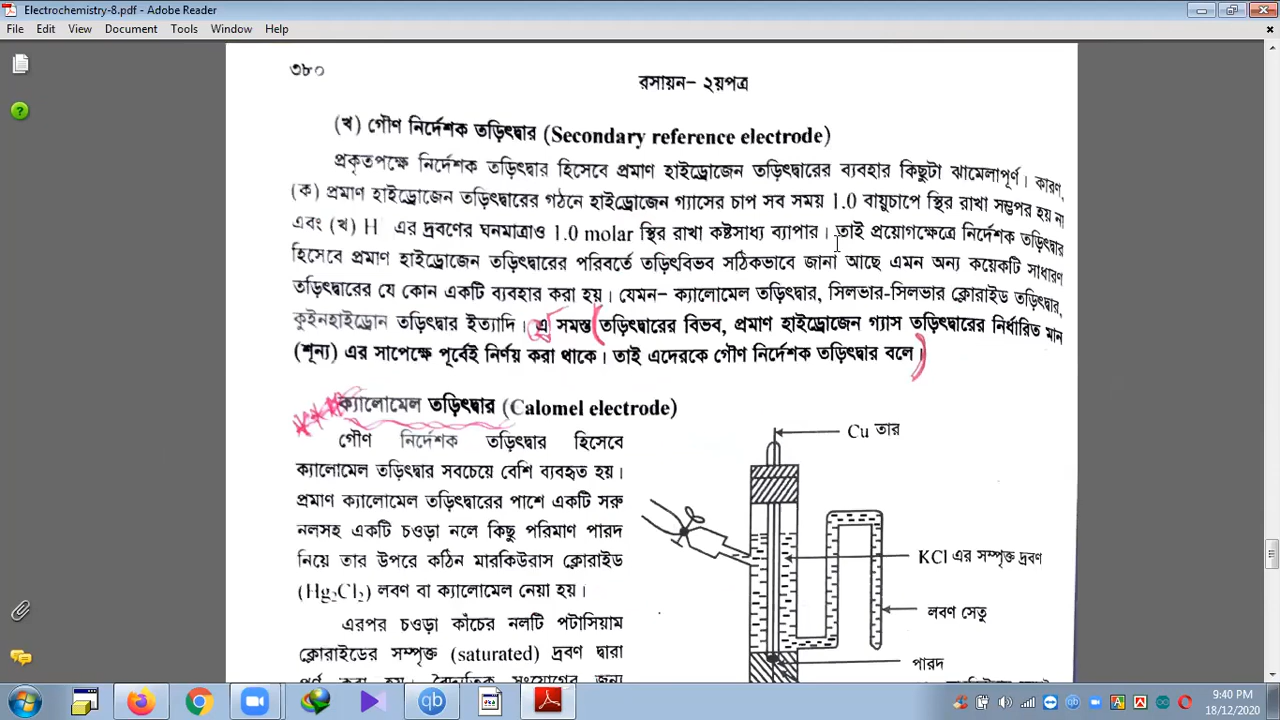 Electrochemistry-8.pdf - Adobe Reader
File Edit View Document Tools Window Help
৩৮০
রসায়ন- ২য়পত্র
(খ) গৌণ নির্দেশক তড়িৎদ্বার (Secondary reference electrode)
প্রকৃতপক্ষে নির্দেশক তড়িৎদ্বার হিসেবে প্রমাণ হাইড্রোজেন তড়িৎদ্বারের ব্যবহার কিছুটা ঝামেলাপূর্ণ। কারণ,
(ক) প্রমাণ হাইড্রোজেন তড়িৎদ্বারের গঠনে হাইড্রোজেন গ্যাসের চাপ সব সময় 1.0 বায়ুচাপে স্থির রাখা সম্ভপর হয় না
এবং (খ) H এর দ্রবণের ঘনমাত্রাও 1.0 molar স্থির রাখা কষ্টসাধ্য ব্যাপার। তাই প্রয়োগক্ষেত্রে নির্দেশক তড়িৎদ্বার
হিসেবে প্রমাণ হাইড্রোজেন তড়িৎদ্বারের পরিবর্তে তড়িৎবিভব সঠিকভাবে জানা আছে এমন অন্য কয়েকটি সাধারণ
তড়িৎদ্বারের যে কোন একটি ব্যবহার করা হয়। যেমন- ক্যালোমেল তড়িৎদ্বার, সিলভার-সিলভার ক্লোরাইড তড়িৎদ্বার,
কুইনহাইড্রোন তড়িৎদ্বার ইত্যাদি। এ সমস্ত তড়িৎদ্বারের বিভব, প্রমাণ হাইড্রোজেন গ্যাস তড়িৎদ্বারের নির্ধারিত মান
(শূন্য) এর সাপেক্ষে পূর্বেই নির্ণয় করা থাকে। তাই এদেরকে গৌণ নির্দেশক তড়িৎদ্বার বলে।
ক্যালোমেল তড়িৎদ্বার (Calomel electrode)
গৌণ নির্দেশক তড়িৎদ্বার হিসেবে
ক্যালোমেল তড়িৎদ্বার সবচেয়ে বেশি ব্যবহৃত হয়।
প্রমাণ ক্যালোমেল তড়িৎদ্বারের পাশে একটি সরু
নলসহ একটি চওড়া নলে কিছু পরিমাণ পারদ
নিয়ে তার উপরে কঠিন মারকিউরাস ক্লোরাইড
(Hg₂Cl₂) লবণ বা ক্যালোমেল নেয়া হয়।
এরপর চওড়া কাঁচের নলটি পটাসিয়াম
ক্লোরাইডের সম্পৃক্ত (saturated) দ্রবণ দ্বারা
Cu তার
KCl এর সম্পৃক্ত দ্রবণ
লবণ সেতু
পারদ
9:40 PM
18/12/2020